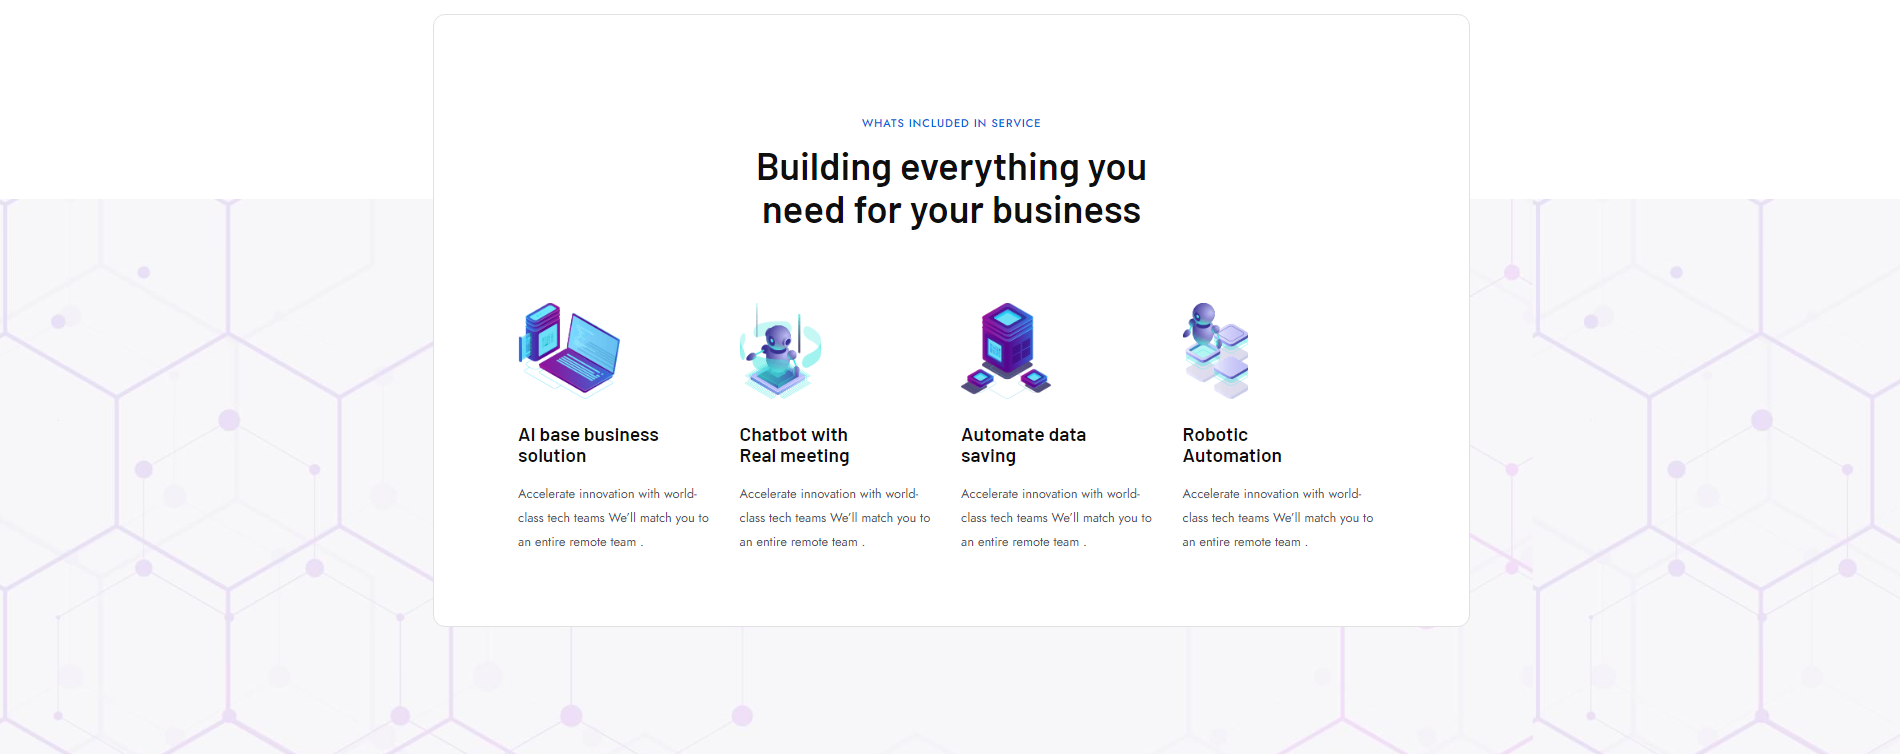 WHATS INCLUDED IN SERVICE
Building everything you
need for your business
AI base business
solution
Accelerate innovation with world-
class tech teams We'll match you to
an entire remote team .
Chatbot with
Real meeting
Accelerate innovation with world-
class tech teams We'll match you to
an entire remote team .
Automate data
saving
Accelerate innovation with world-
class tech teams We'll match you to
an entire remote team .
Robotic
Automation
Accelerate innovation with world-
class tech teams We'll match you to
an entire remote team .